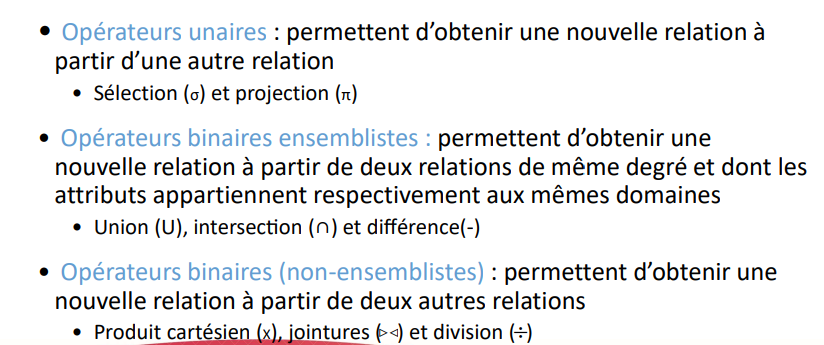 • Opérateurs unaires : permettent d’obtenir une nouvelle relation à
partir d’une autre relation
• Sélection (σ) et projection (π)
• Opérateurs binaires ensemblistes : permettent d’obtenir une
nouvelle relation à partir de deux relations de même degré et dont les
attributs appartiennent respectivement aux mêmes domaines
• Union (U), intersection (∩) et différence(-)
• Opérateurs binaires (non-ensemblistes) : permettent d’obtenir une
nouvelle relation à partir de deux autres relations
• Produit cartésien (x), jointures (▷◁) et division (÷)